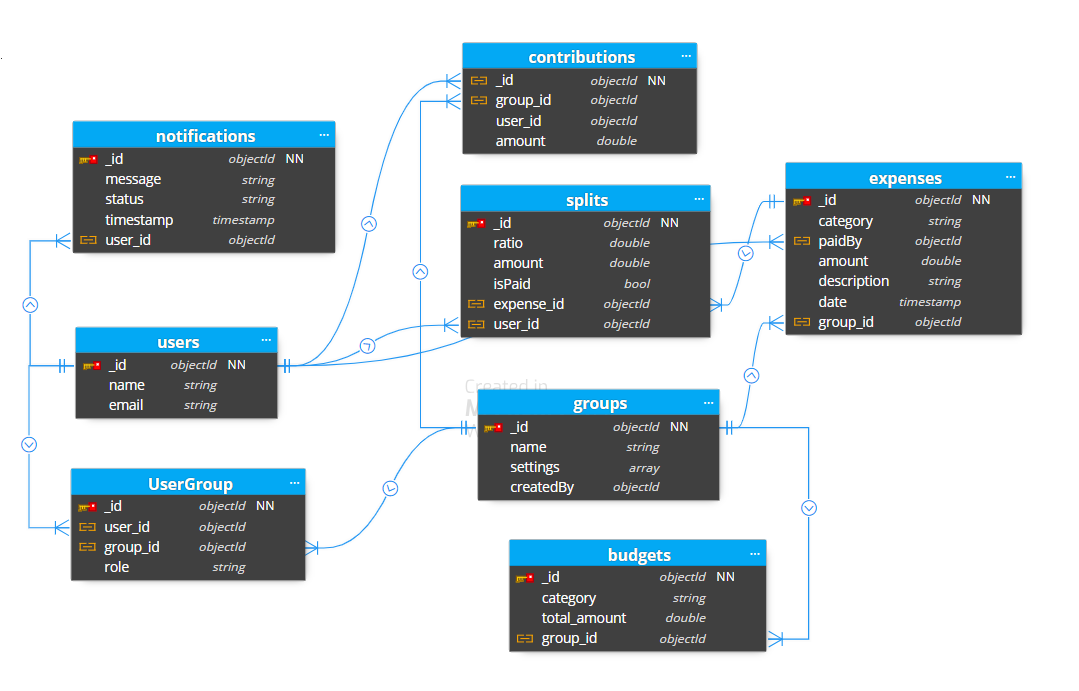 contributions ...
_id objectId NN
group_id objectId
user_id objectId
amount double
notifications ...
_id objectId NN
message string
status string
timestamp timestamp
user_id objectId
splits ...
_id objectId NN
ratio double
amount double
isPaid bool
expense_id objectId
user_id objectId
expenses ...
_id objectId NN
category string
paidBy objectId
amount double
description string
date timestamp
group_id objectId
users ...
_id objectId NN
name string
email string
Created in
groups ...
_id objectId NN
name string
settings array
createdBy objectId
UserGroup ...
_id objectId NN
user_id objectId
group_id objectId
role string
budgets ...
_id objectId NN
category string
total_amount double
group_id objectId